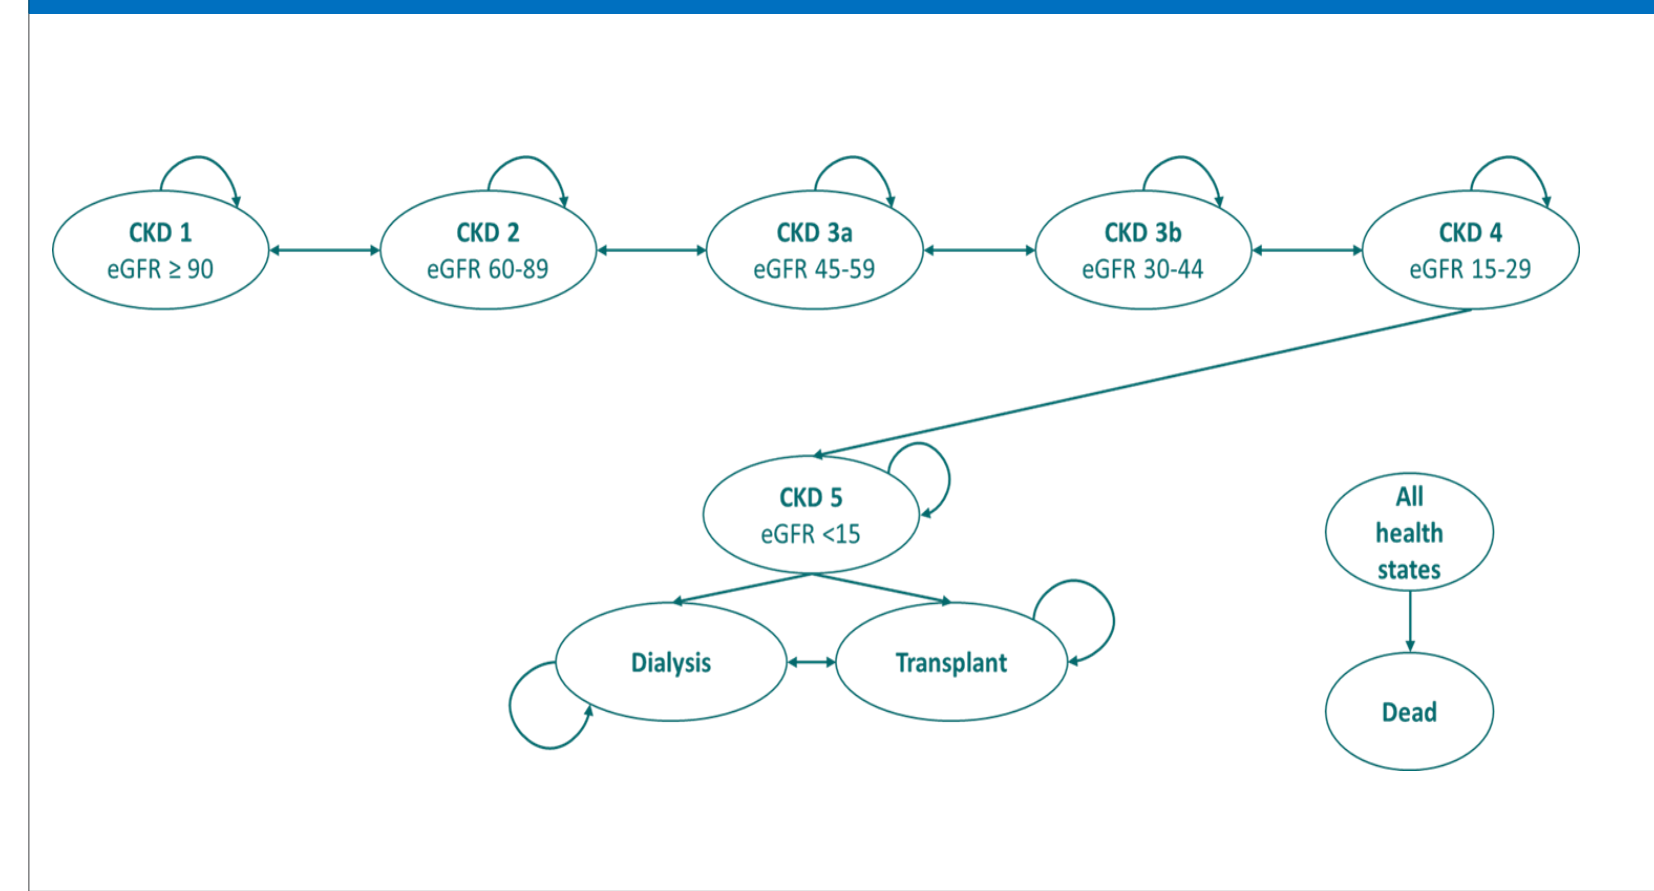 CKD 1
eGFR ≥ 90
CKD 2
eGFR 60-89
CKD 3a
eGFR 45-59
CKD 3b
eGFR 30-44
CKD 4
eGFR 15-29
CKD 5
eGFR <15
All
health
states
Dialysis
Transplant
Dead